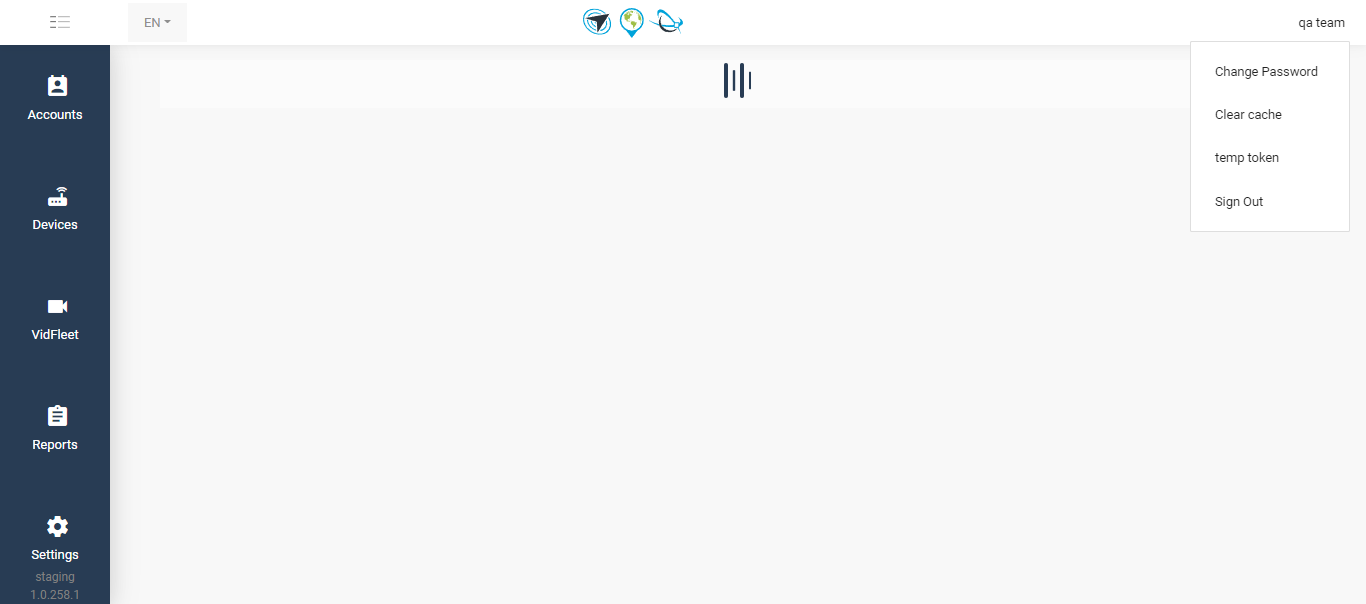 EN
qa team
Change Password
Clear cache
temp token
Sign Out
Accounts
Devices
VidFleet
Reports
Settings
staging
1.0.258.1